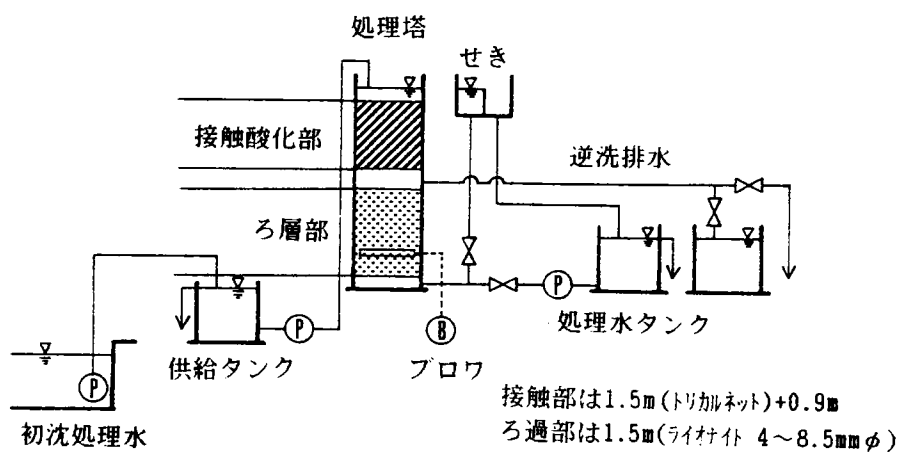 処理塔
せき
接触酸化部
逆洗排水
ろ層部
P
P
B
P
処理水タンク
供給タンク
ブロワ
初沈処理水
接触部は1.5m(トリカルネット)+0.9m
ろ過部は1.5m(ライオナイト 4～8.5mmφ)